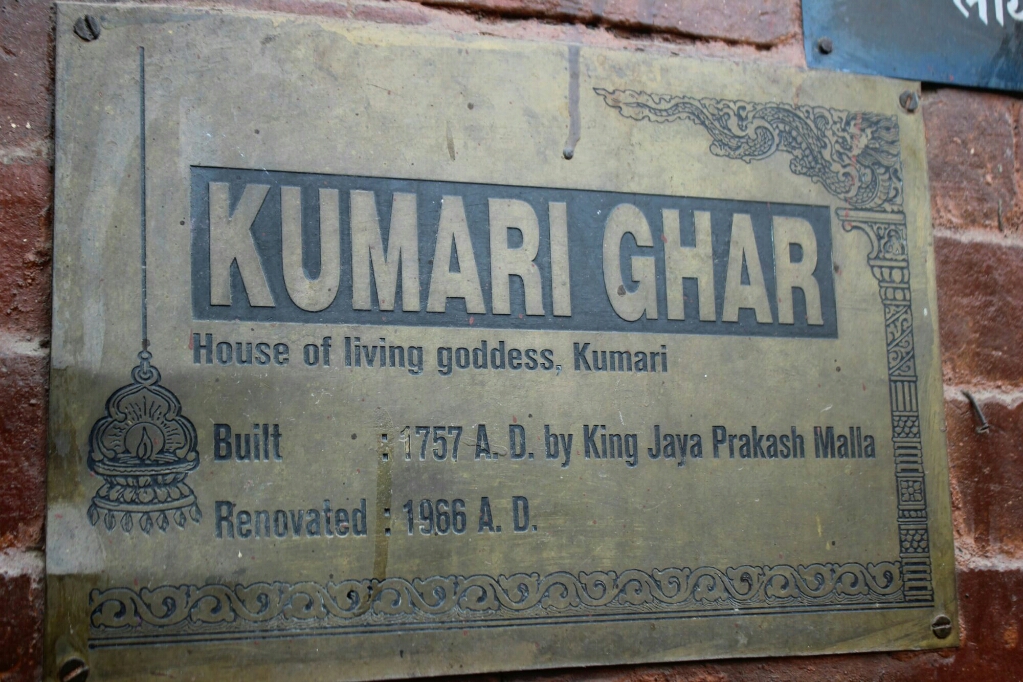 KUMARI GHAR
House of living goddess, Kumari
Built : 1757 A. D. by King Jaya Prakash Malla
Renovated : 1966 A. D.